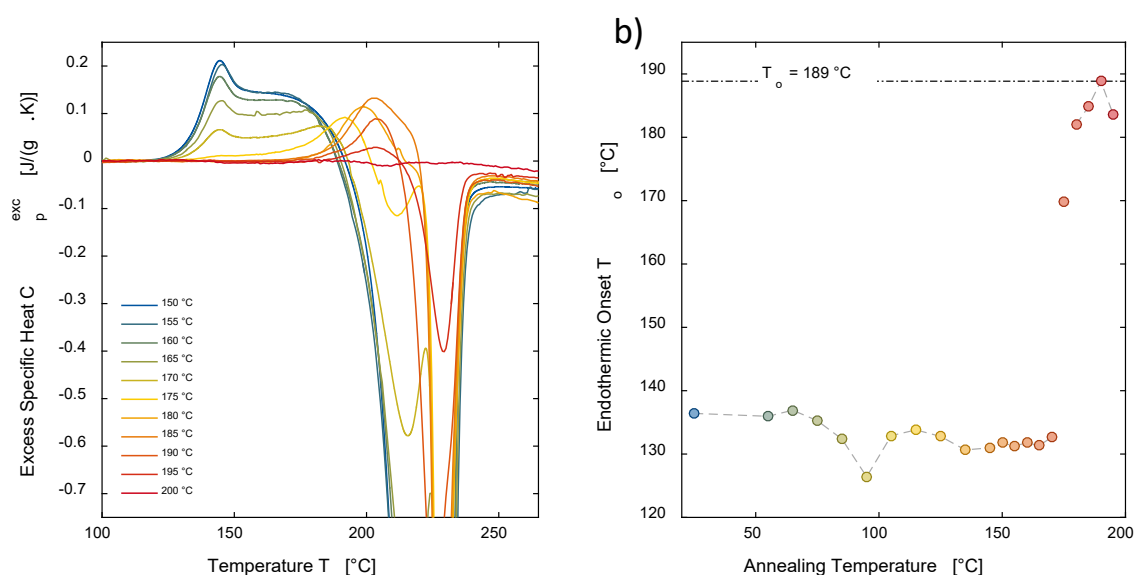 b)
0.2
0.1
0
-0.1
-0.2
-0.3
-0.4
-0.5
-0.6
-0.7
Excess Specific Heat C p exc [J/(g .K)]
150 °C
155 °C
160 °C
165 °C
170 °C
175 °C
180 °C
185 °C
190 °C
195 °C
200 °C
100 150 200 250
Temperature T [°C]
T o = 189 °C
190
180
170
160
150
140
130
120
Endothermic Onset T o [°C]
50 100 150 200
Annealing Temperature [°C]